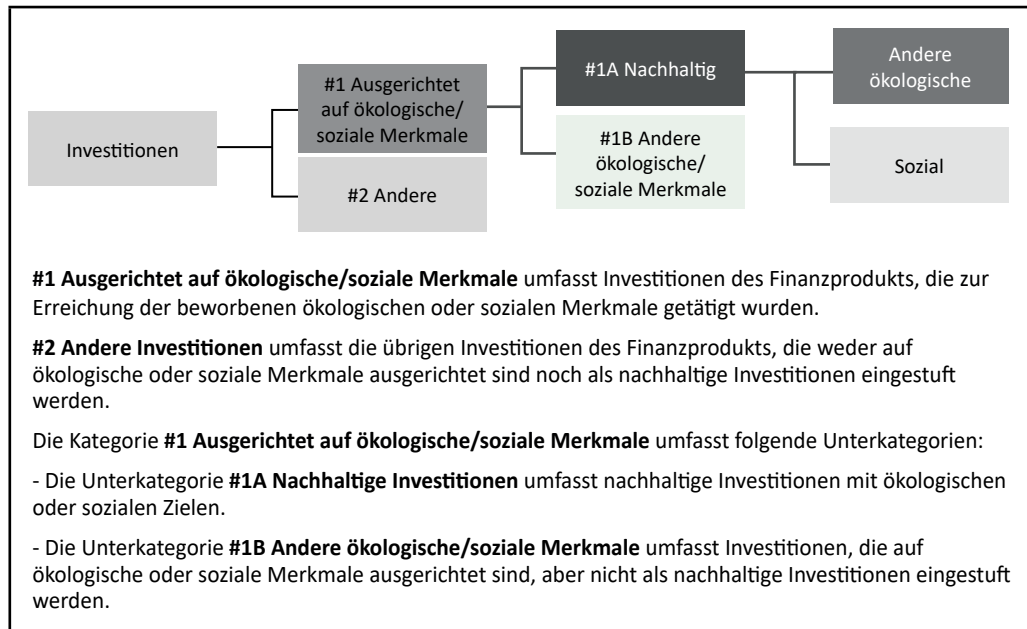 Investitionen
#1 Ausgerichtet
auf ökologische/
soziale Merkmale
#2 Andere
#1A Nachhaltig
#1B Andere
ökologische/
soziale Merkmale
Andere
ökologische
Sozial
#1 Ausgerichtet auf ökologische/soziale Merkmale umfasst Investitionen des Finanzprodukts, die zur
Erreichung der beworbenen ökologischen oder sozialen Merkmale getätigt wurden.
#2 Andere Investitionen umfasst die übrigen Investitionen des Finanzprodukts, die weder auf
ökologische oder soziale Merkmale ausgerichtet sind noch als nachhaltige Investitionen eingestuft
werden.
Die Kategorie #1 Ausgerichtet auf ökologische/soziale Merkmale umfasst folgende Unterkategorien:
- Die Unterkategorie #1A Nachhaltige Investitionen umfasst nachhaltige Investitionen mit ökologischen
oder sozialen Zielen.
- Die Unterkategorie #1B Andere ökologische/soziale Merkmale umfasst Investitionen, die auf
ökologische oder soziale Merkmale ausgerichtet sind, aber nicht als nachhaltige Investitionen eingestuft
werden.